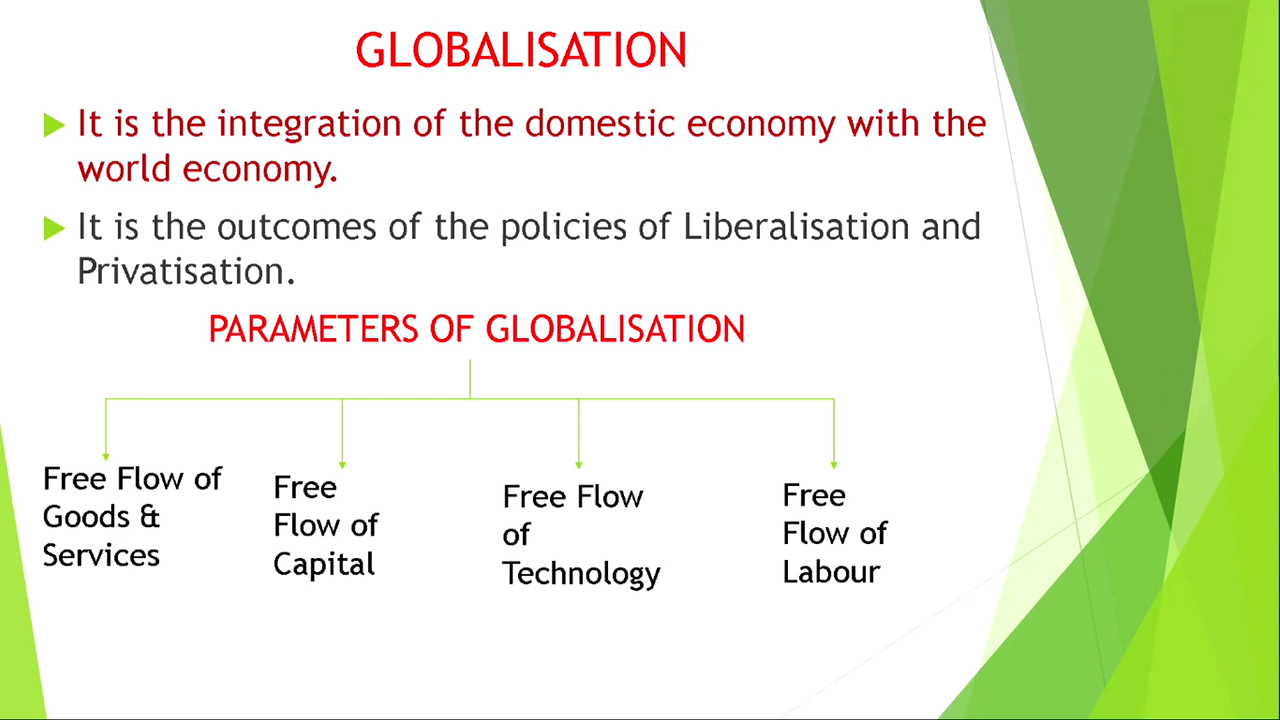 GLOBALISATION
It is the integration of the domestic economy with the
world economy.
It is the outcomes of the policies of Liberalisation and
Privatisation.
PARAMETERS OF GLOBALISATION
Free Flow of
Goods &
Services
Free
Flow of
Capital
Free Flow
of
Technology
Free
Flow of
Labour